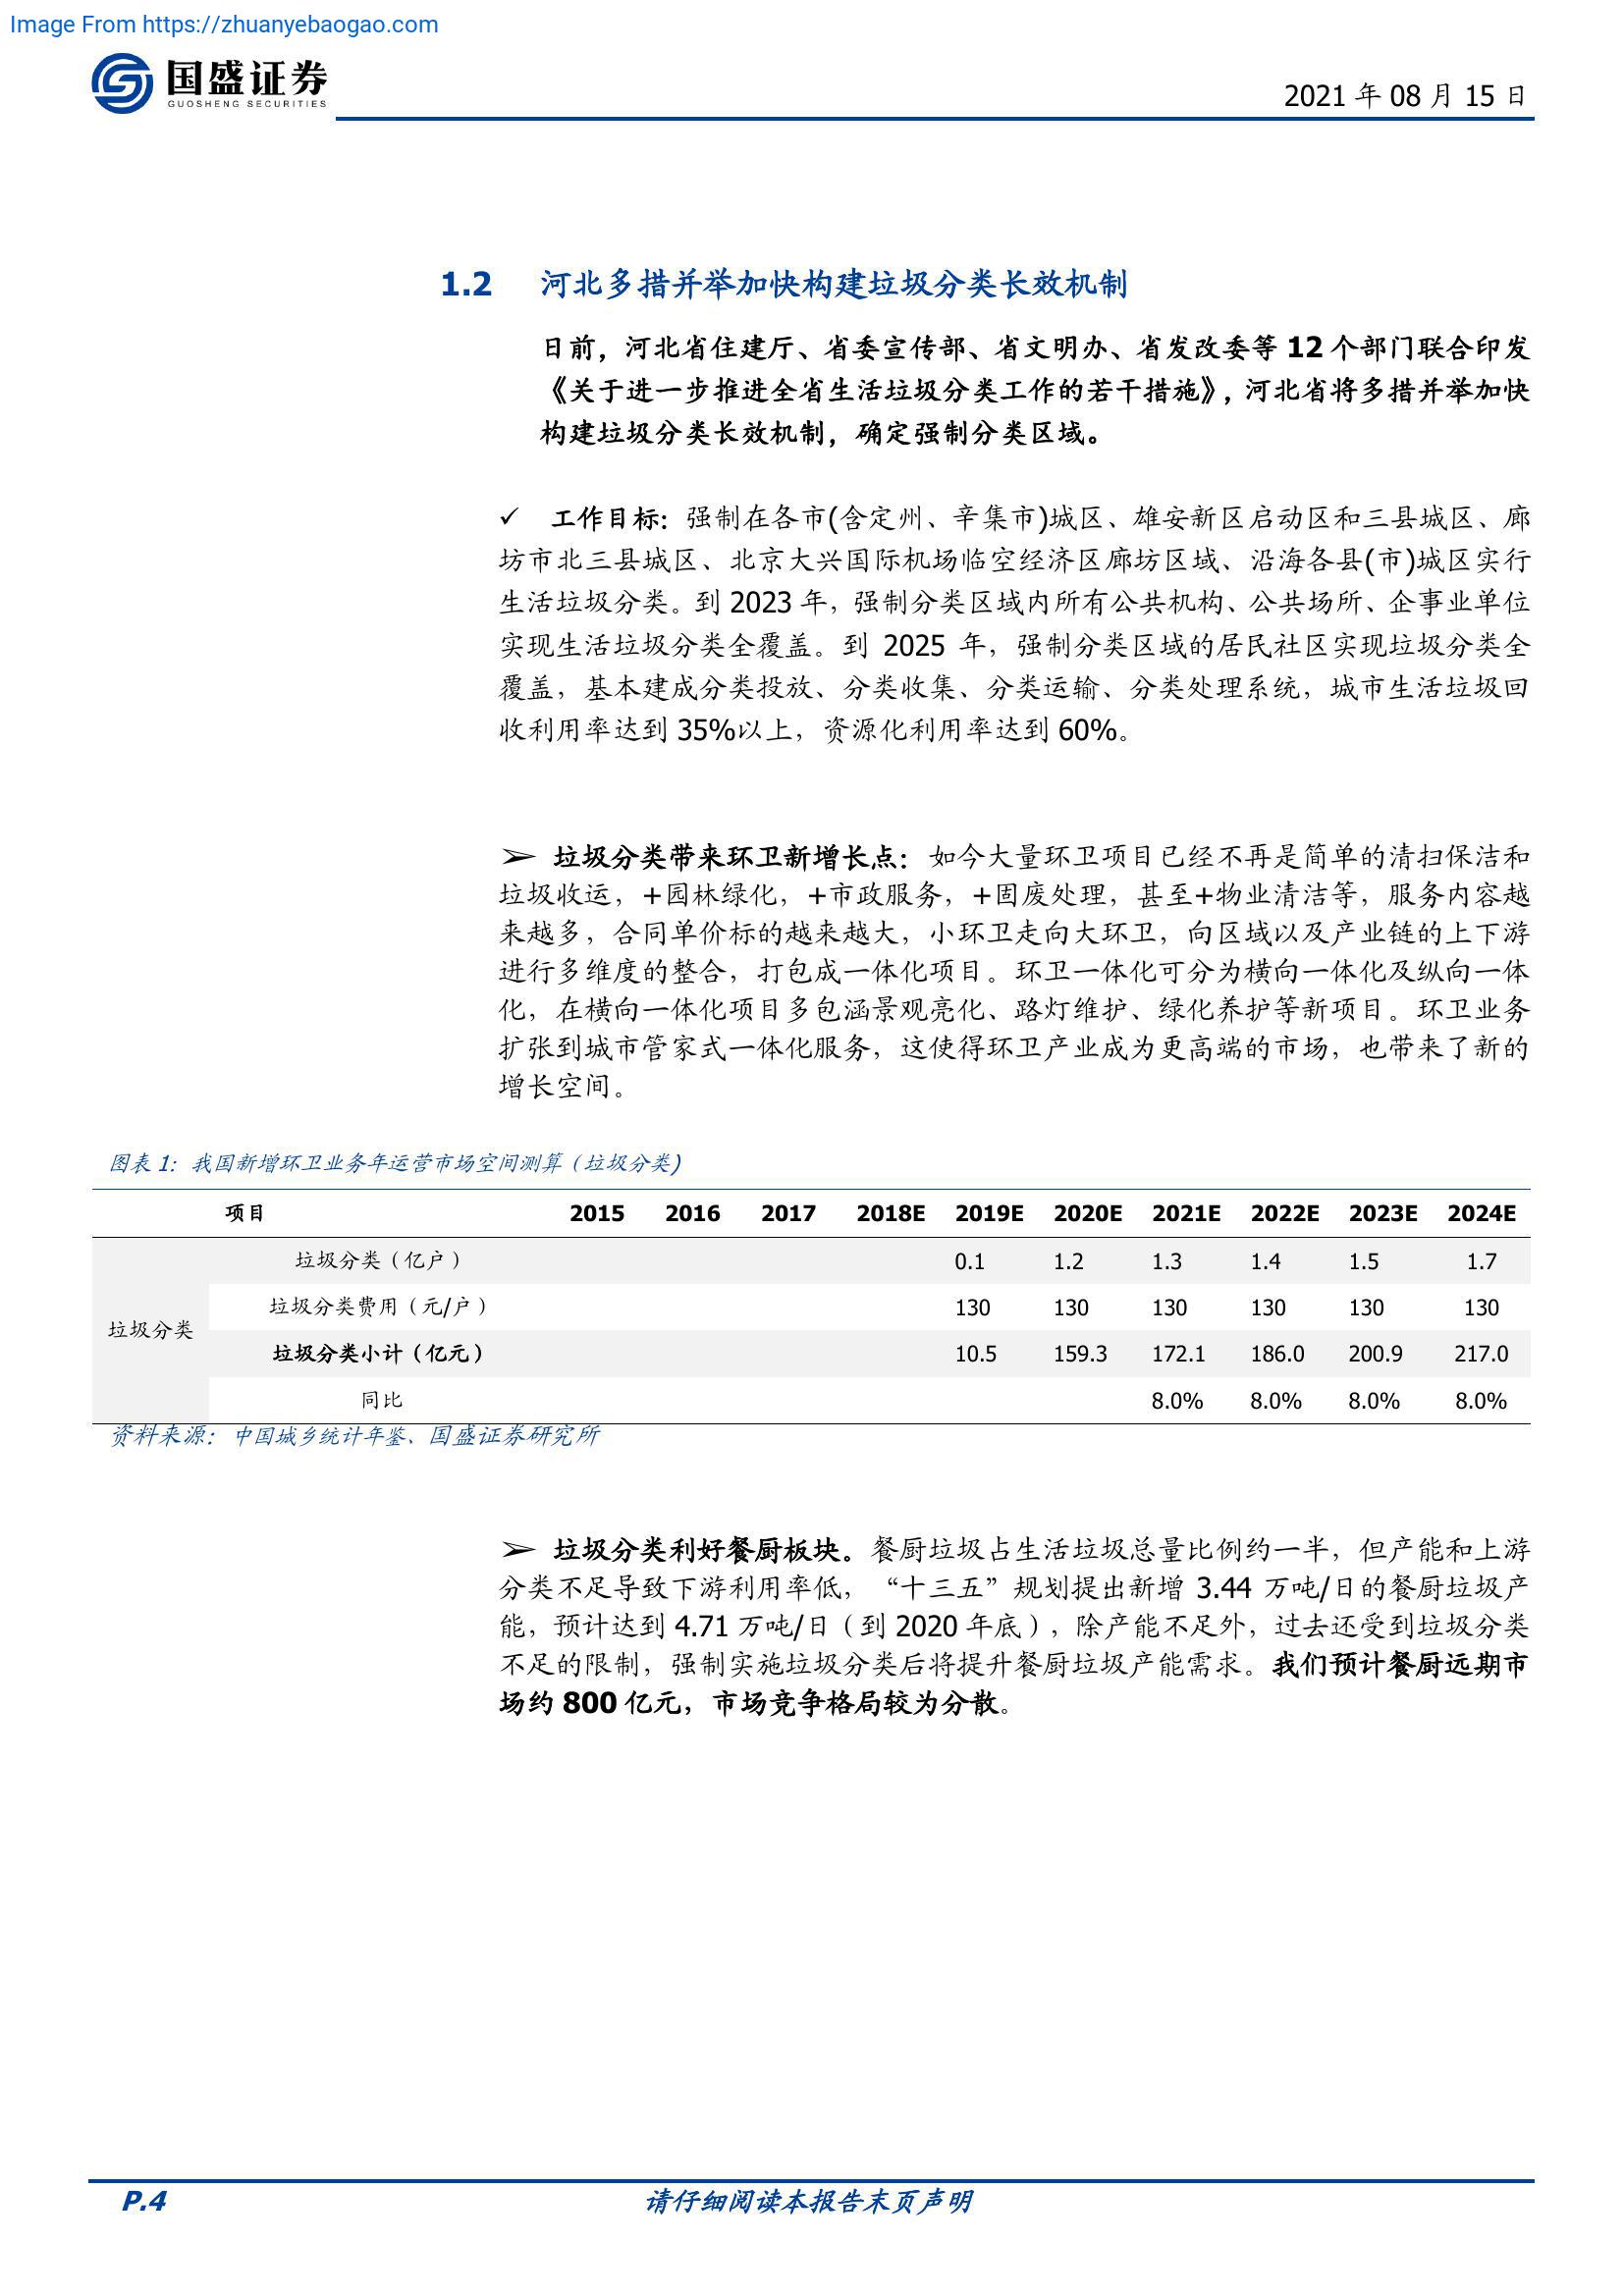 Image From https://zhuanyebaogao.com
国盛证券
GUOSHENG SECURITIES
2021 年 08 月 15 日
1.2 河北多措并举加快构建垃圾分类长效机制
日前，河北省住建厅、省委宣传部、省文明办、省发改委等 12 个部门联合印发
《关于进一步推进全省生活垃圾分类工作的若干措施》，河北省将多措并举加快
构建垃圾分类长效机制，确定强制分类区域。
✓ 工作目标：强制在各市(含定州、辛集市)城区、雄安新区启动区和三县城区、廊
坊市北三县城区、北京大兴国际机场临空经济区廊坊区域、沿海各县(市)城区实行
生活垃圾分类。到 2023 年，强制分类区域内所有公共机构、公共场所、企事业单位
实现生活垃圾分类全覆盖。到 2025 年，强制分类区域的居民社区实现垃圾分类全
覆盖，基本建成分类投放、分类收集、分类运输、分类处理系统，城市生活垃圾回
收利用率达到 35%以上，资源化利用率达到 60%。
➢ 垃圾分类带来环卫新增长点：如今大量环卫项目已经不再是简单的清扫保洁和
垃圾收运，+园林绿化，+市政服务，+固废处理，甚至+物业清洁等，服务内容越
来越多，合同单价标的越来越大，小环卫走向大环卫，向区域以及产业链的上下游
进行多维度的整合，打包成一体化项目。环卫一体化可分为横向一体化及纵向一体
化，在横向一体化项目多包涵景观亮化、路灯维护、绿化养护等新项目。环卫业务
扩张到城市管家式一体化服务，这使得环卫产业成为更高端的市场，也带来了新的
增长空间。
图表 1：我国新增环卫业务年运营市场空间测算（垃圾分类）
项目 2015 2016 2017 2018E 2019E 2020E 2021E 2022E 2023E 2024E
垃圾分类（亿户） 0.1 1.2 1.3 1.4 1.5 1.7
垃圾分类费用（元/户） 130 130 130 130 130 130
垃圾分类
垃圾分类小计（亿元） 10.5 159.3 172.1 186.0 200.9 217.0
同比 8.0% 8.0% 8.0% 8.0%
资料来源：中国城乡统计年鉴、国盛证券研究所
➢ 垃圾分类利好餐厨板块。餐厨垃圾占生活垃圾总量比例约一半，但产能和上游
分类不足导致下游利用率低，“十三五”规划提出新增 3.44 万吨/日的餐厨垃圾产
能，预计达到 4.71 万吨/日（到 2020 年底），除产能不足外，过去还受到垃圾分类
不足的限制，强制实施垃圾分类后将提升餐厨垃圾产能需求。我们预计餐厨远期市
场约 800 亿元，市场竞争格局较为分散。
P.4 请仔细阅读本报告末页声明